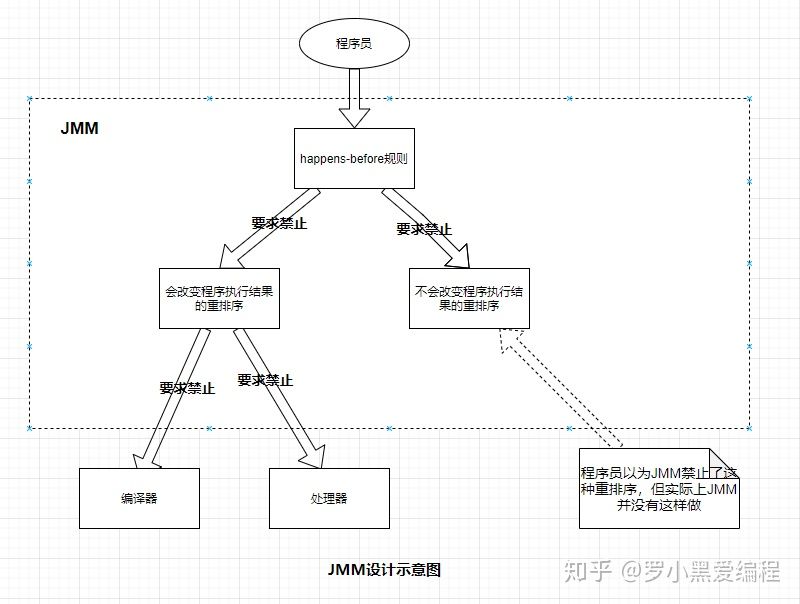 程序员
JMM
happens-before规则
要求禁止
要求禁止
会改变程序执行结果
的重排序
不会改变程序执行结
果的重排序
要求禁止
要求禁止
编译器
处理器
程序员以为JMM禁止了这
种重排序，但实际上JMM
并没有这样做
JMM设计示意图
知乎 @罗小黑爱编程